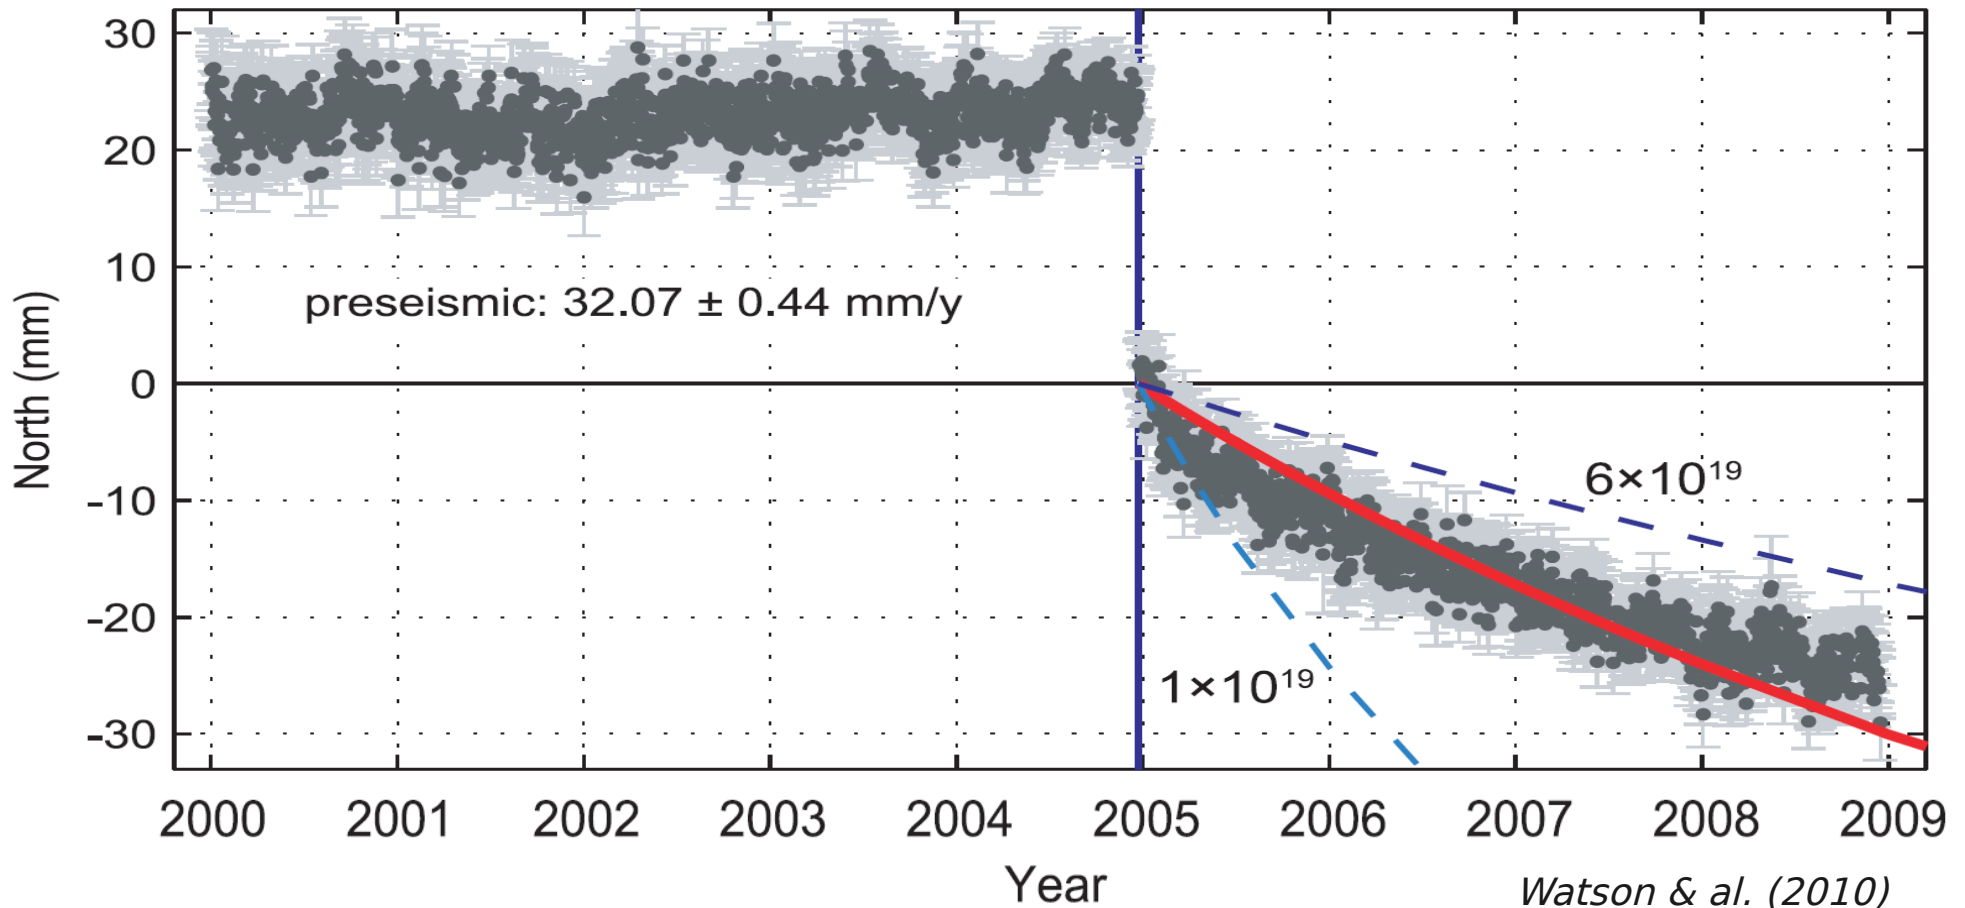 30
20
10
0
-10
-20
-30
North (mm)
preseismic: 32.07 ± 0.44 mm/y
6×10¹⁹
1×10¹⁹
2000 2001 2002 2003 2004 2005 2006 2007 2008 2009
Year
Watson & al. (2010)